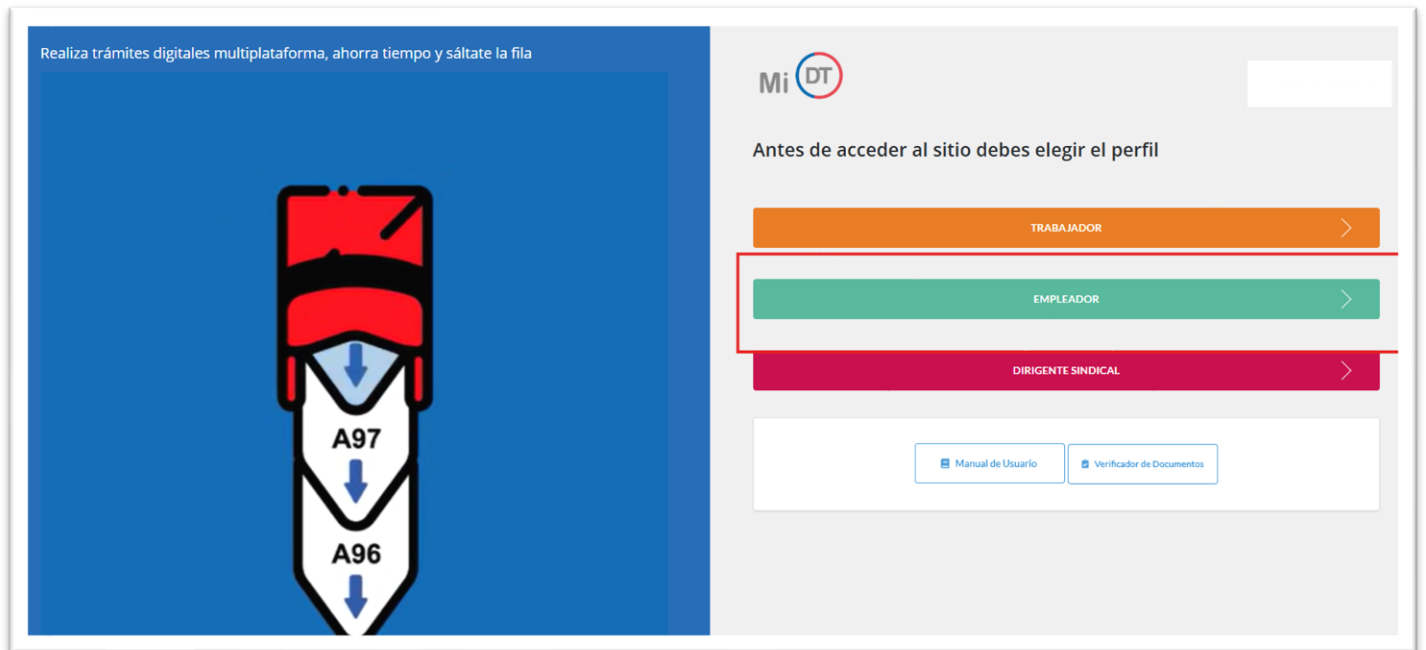 Realiza trámites digitales multiplataforma, ahorra tiempo y sáltate la fila
A97
A96
Mi DT
Antes de acceder al sitio debes elegir el perfil
TRABAJADOR
EMPLEADOR
DIRIGENTE SINDICAL
Manual de Usuario
Verificador de Documentos